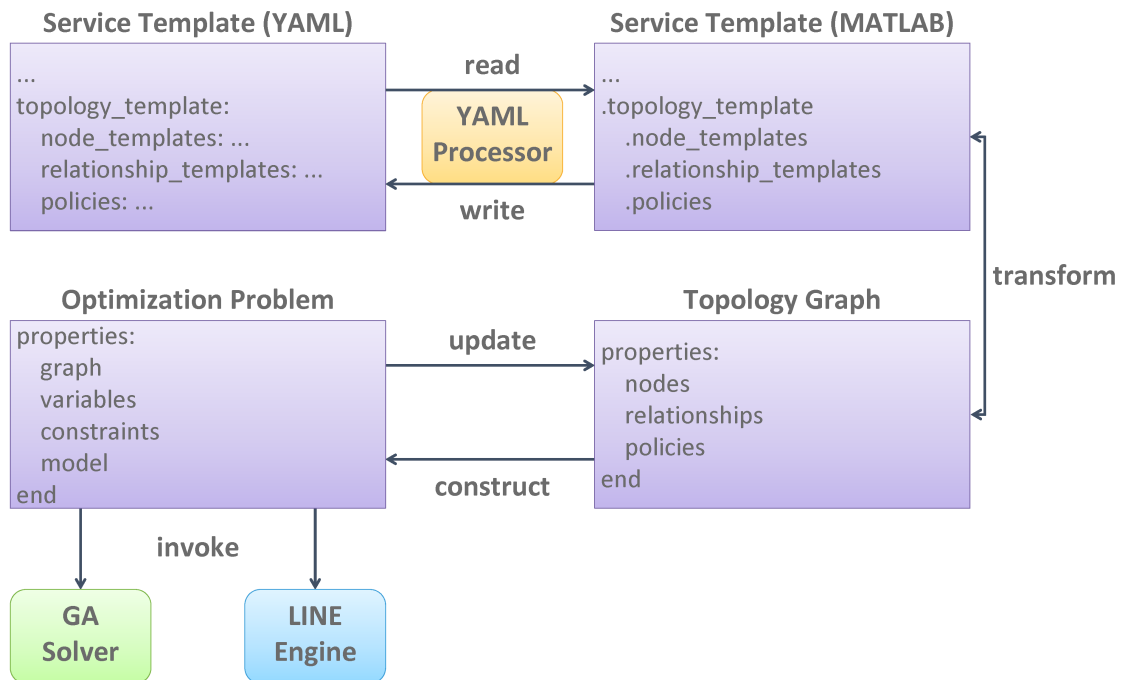 Service Template (YAML)
...
topology_template:
node_templates: ...
relationship_templates: ...
policies: ...
read
YAML
Processor
write
Service Template (MATLAB)
...
.topology_template
.node_templates
.relationship_templates
.policies
transform
Optimization Problem
properties:
graph
variables
constraints
model
end
update
construct
Topology Graph
properties:
nodes
relationships
policies
end
invoke
GA
Solver
LINE
Engine